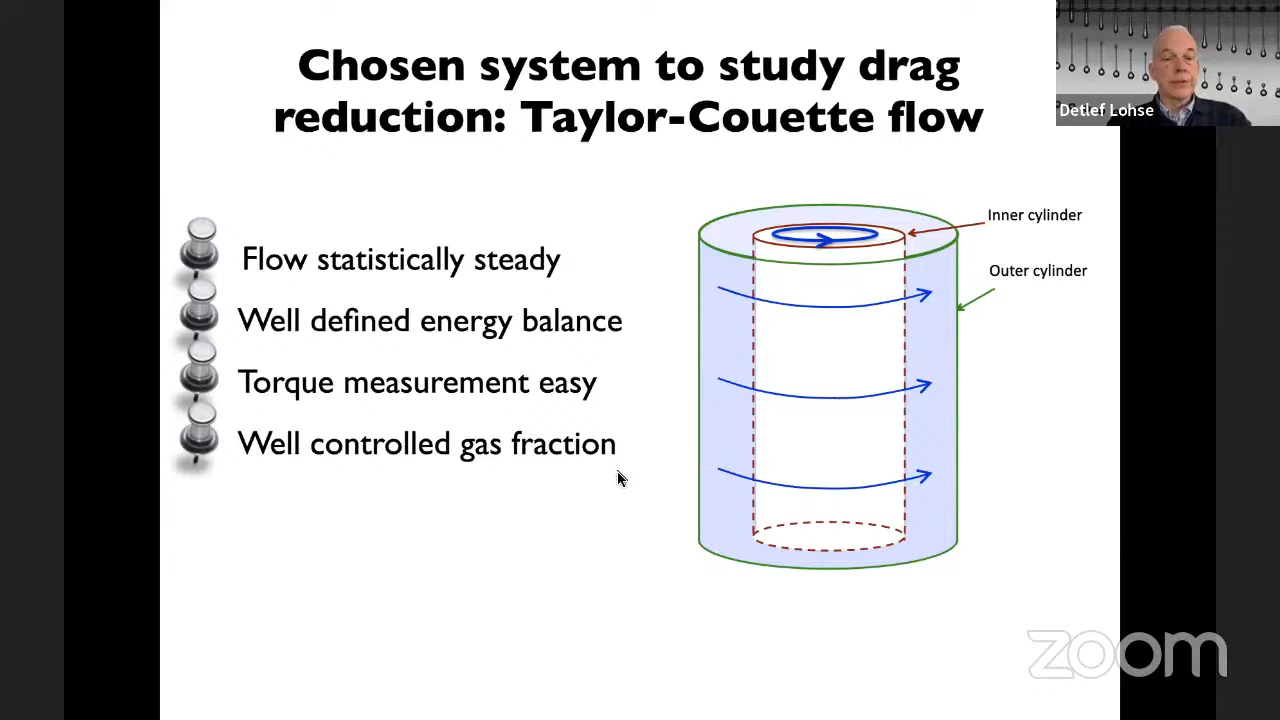 Chosen system to study drag
reduction: Taylor-Couette flow
Detlef Lohse
Flow statistically steady
Well defined energy balance
Torque measurement easy
Well controlled gas fraction
Inner cylinder
Outer cylinder
zoom